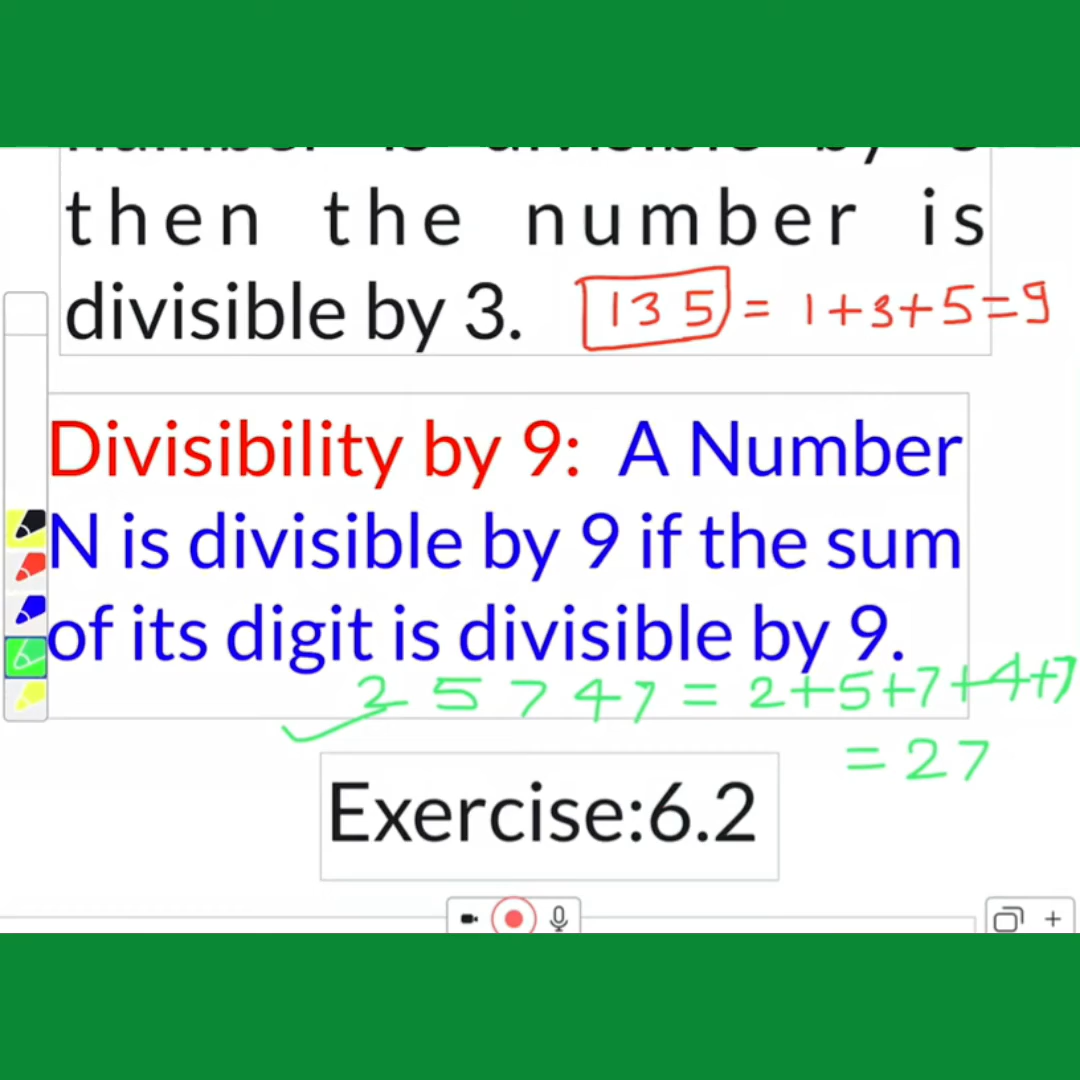 then the number is
divisible by 3. 135 = 1+3+5=9
Divisibility by 9: A Number
N is divisible by 9 if the sum
of its digit is divisible by 9.
25747 = 2+5+7+4+7
= 27
Exercise:6.2